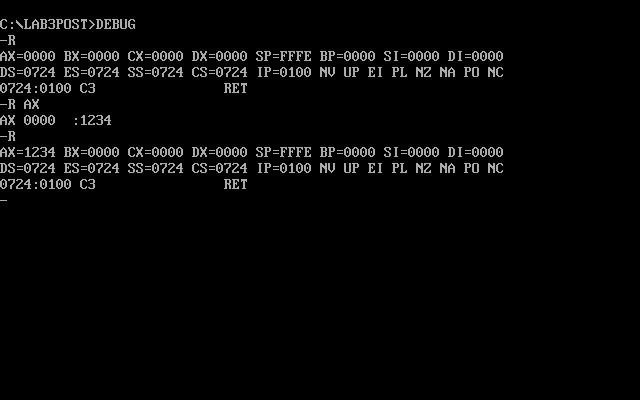 C:\LAB3POST>DEBUG
-R
AX=0000 BX=0000 CX=0000 DX=0000 SP=FFFE BP=0000 SI=0000 DI=0000
DS=0724 ES=0724 SS=0724 CS=0724 IP=0100 NV UP EI PL NZ NA PO NC
0724:0100 C3                RET
-R AX
AX 0000  :1234
-R
AX=1234 BX=0000 CX=0000 DX=0000 SP=FFFE BP=0000 SI=0000 DI=0000
DS=0724 ES=0724 SS=0724 CS=0724 IP=0100 NV UP EI PL NZ NA PO NC
0724:0100 C3                RET
-